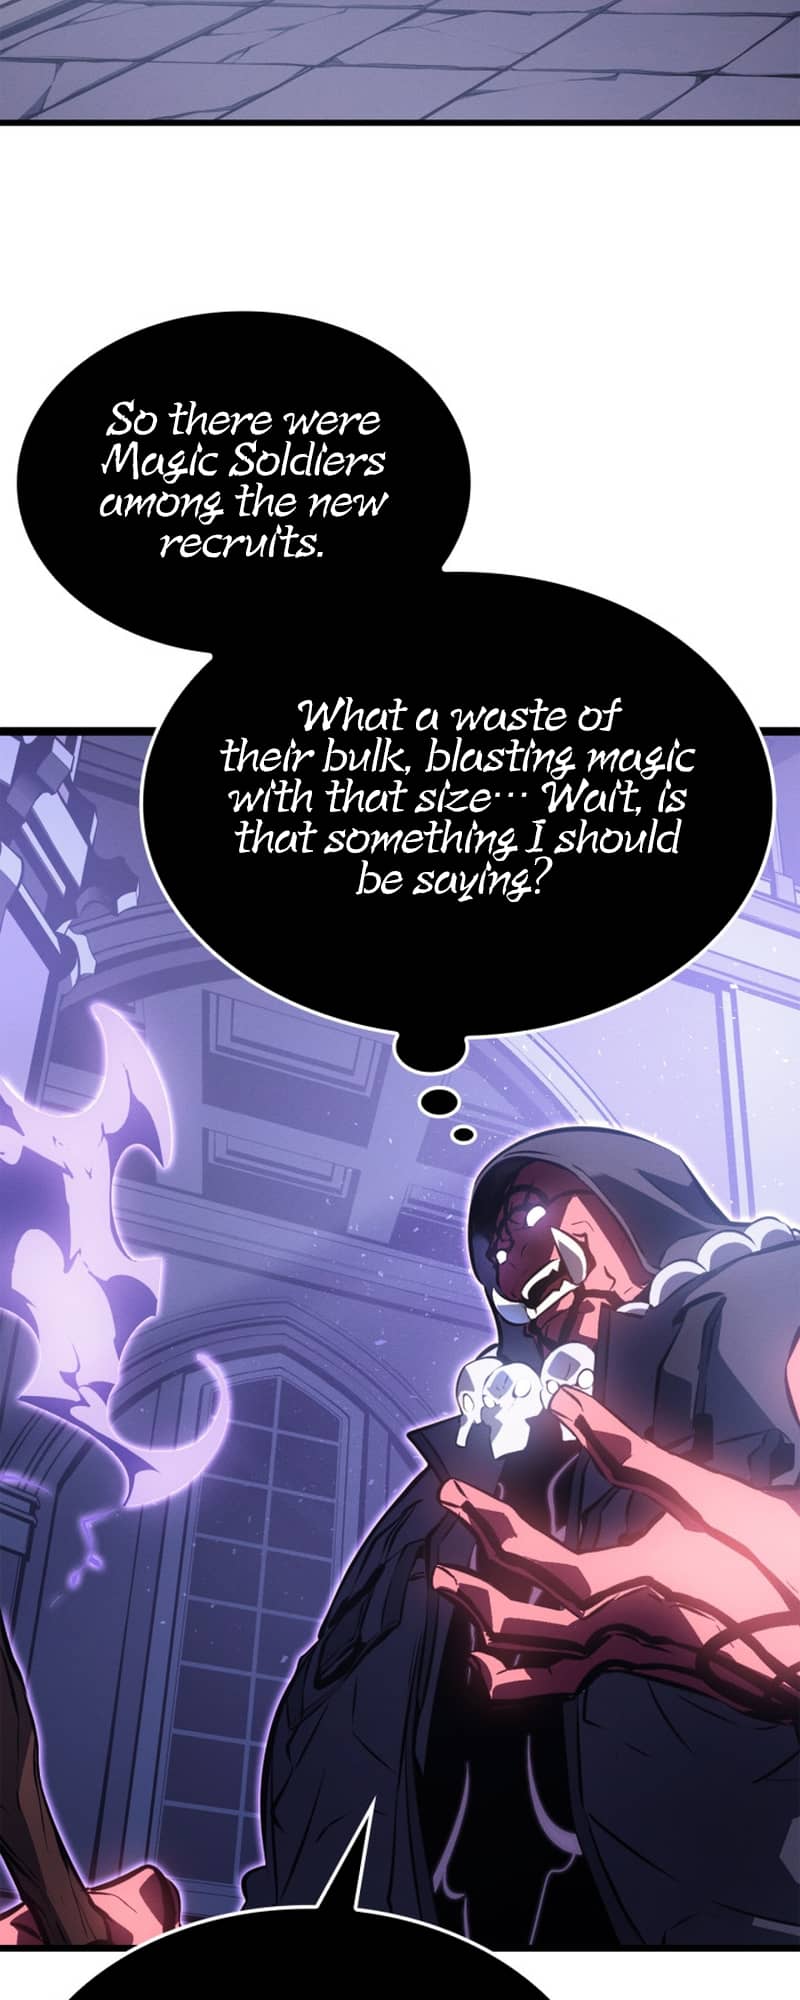 So there were
Magic Soldiers
among the new
recruits.
What a waste of
their bulk, blasting magic
with that size... Wait, is
that something I should
be saying?